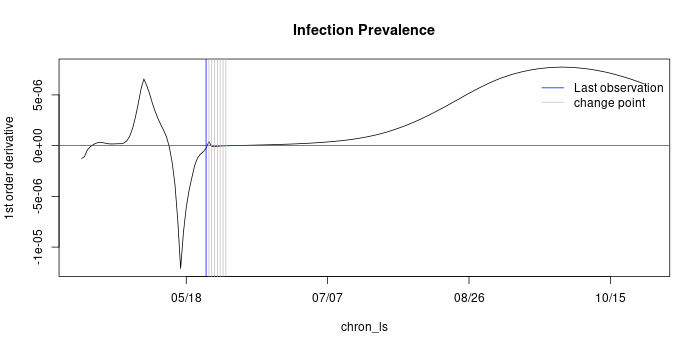 Infection Prevalence
1st order derivative
5e-06
0e+00
-5e-06
-1e-05
Last observation
change point
05/18
07/07
08/26
10/15
chron_ls